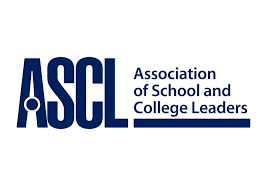 ASCL
Association
of School and
College Leaders